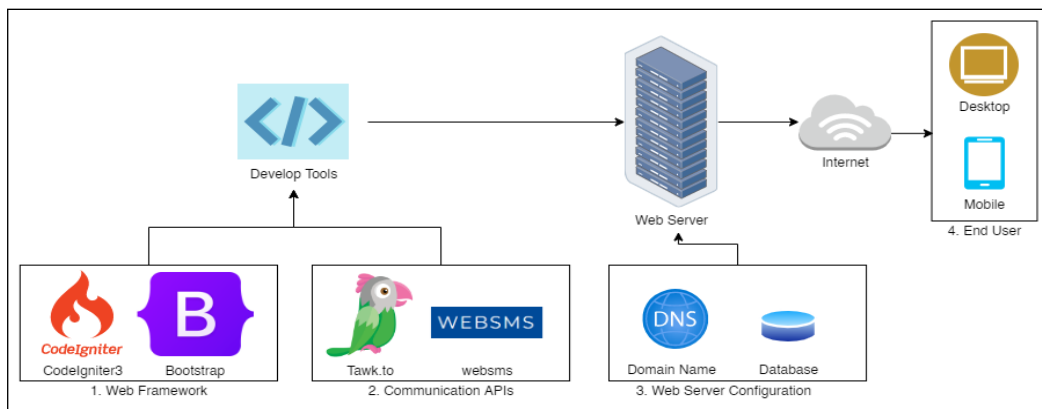 Develop Tools
Web Server
Internet
Desktop
Mobile
4. End User
CodeIgniter
CodeIgniter3
B
Bootstrap
1. Web Framework
Tawk.to
WEBSMS
websms
2. Communication APIs
DNS
Domain Name
Database
3. Web Server Configuration